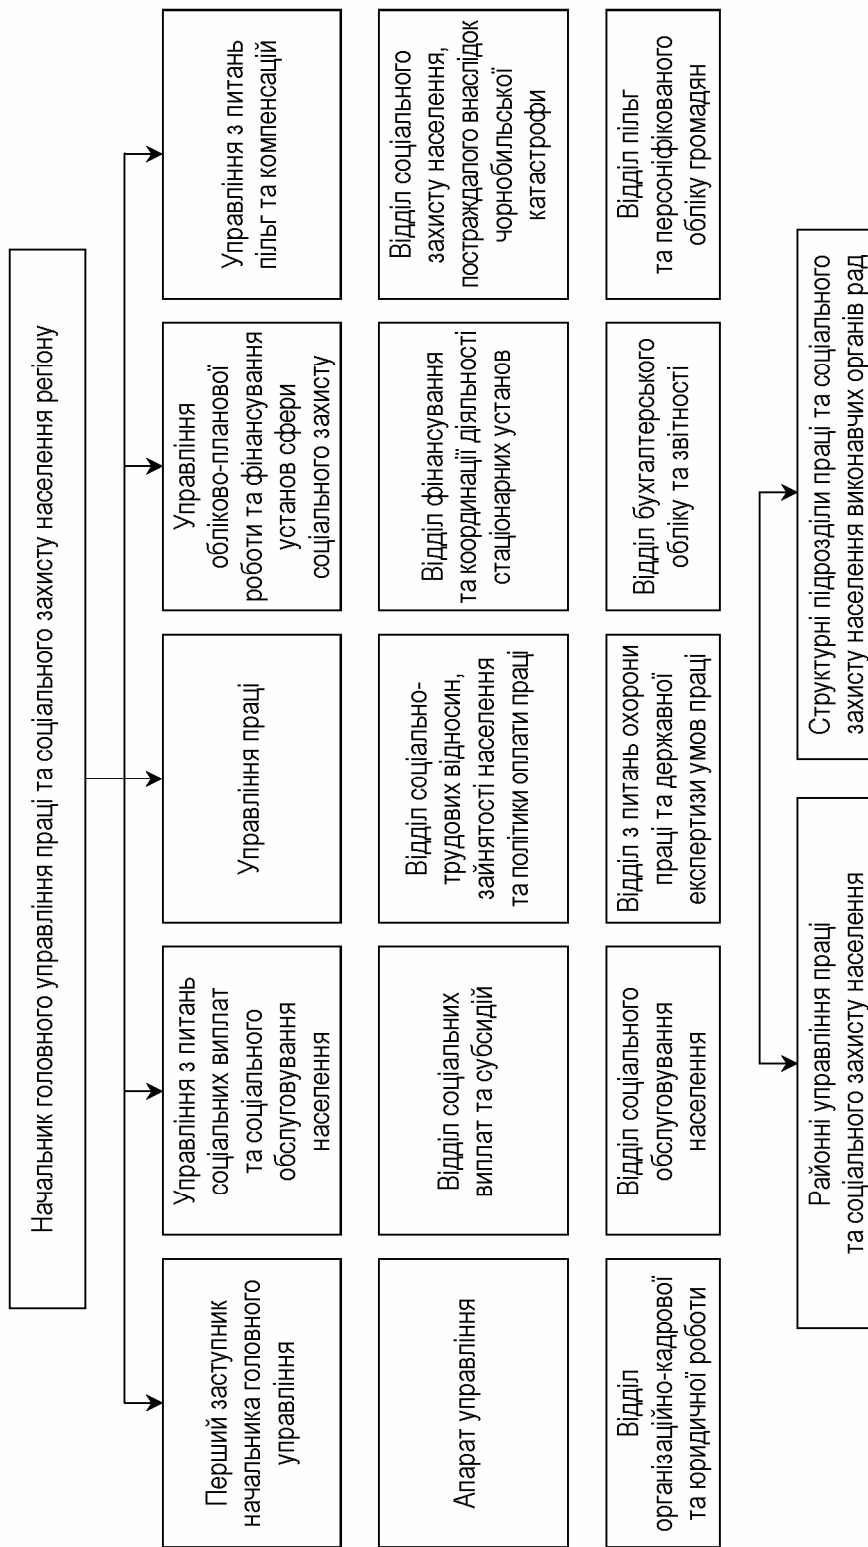 Начальник головного управління праці та соціального захисту населення регіону
Перший заступник
начальника головного
управління
Управління з питань
соціальних виплат
та соціального
обслуговування
населення
Управління праці
Управління
обліково-планової
роботи та фінансування
установ сфери
соціального захисту
Управління з питань
пільг та компенсацій
Апарат управління
Відділ соціальних
виплат та субсидій
Відділ соціально-
трудових відносин,
зайнятості населення
та політики оплати праці
Відділ фінансування
та координації діяльності
стаціонарних установ
Відділ соціального
захисту населення,
постраждалого внаслідок
чорнобильської
катастрофи
Відділ
організаційно-кадрової
та юридичної роботи
Відділ соціального
обслуговування
населення
Відділ з питань охорони
праці та державної
експертизи умов праці
Відділ бухгалтерського
обліку та звітності
Відділ пільг
та персоніфікованого
обліку громадян
Районні управління праці
та соціального захисту населення
Структурні підрозділи праці та соціального
захисту населення виконавчих органів рад